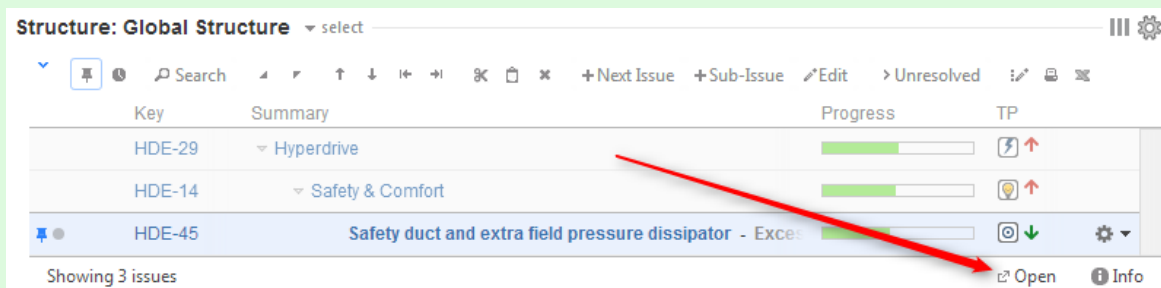 Structure: Global Structure select
Search +Next Issue +Sub-Issue Edit >Unresolved
Key Summary Progress TP
HDE-29 Hyperdrive
HDE-14 Safety & Comfort
HDE-45 Safety duct and extra field pressure dissipator - Exces
Showing 3 issues Open Info